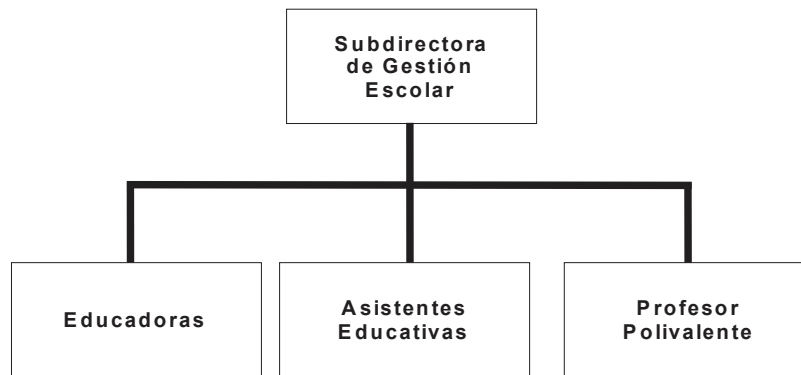 Subdirectora
de Gestión
Escolar
Educadoras
Asistentes
Educativas
Profesor
Polivalente